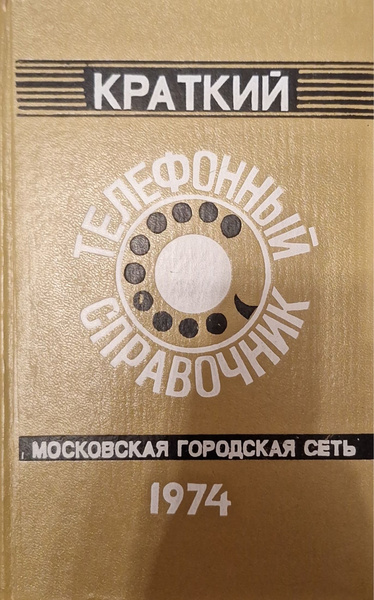 КРАТКИЙ
ТЕЛЕФОННЫЙ
СПРАВОЧНИК
МОСКОВСКАЯ ГОРОДСКАЯ СЕТЬ
1974